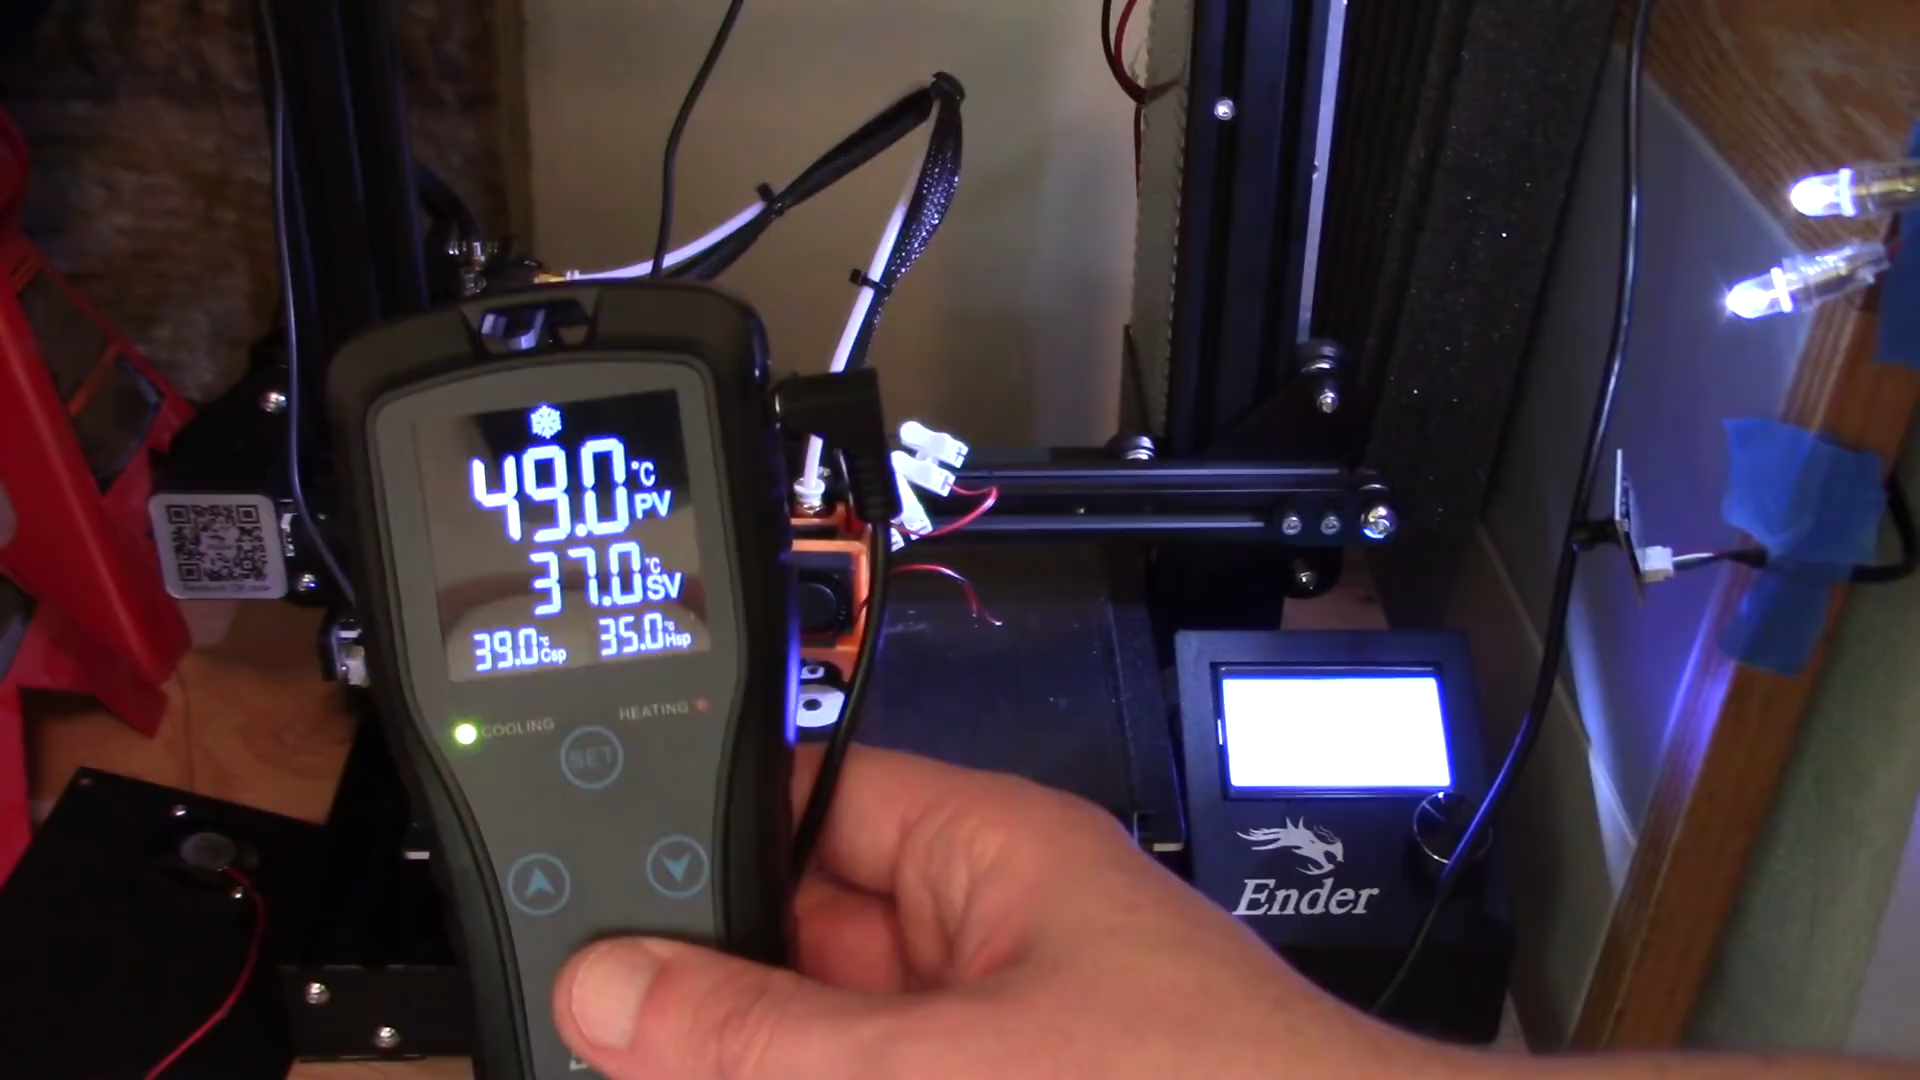 49.0 °C PV
37.0 °C SV
39.0 °C Csp 35.0 °C Hsp
COOLING HEATING
SET
Ender